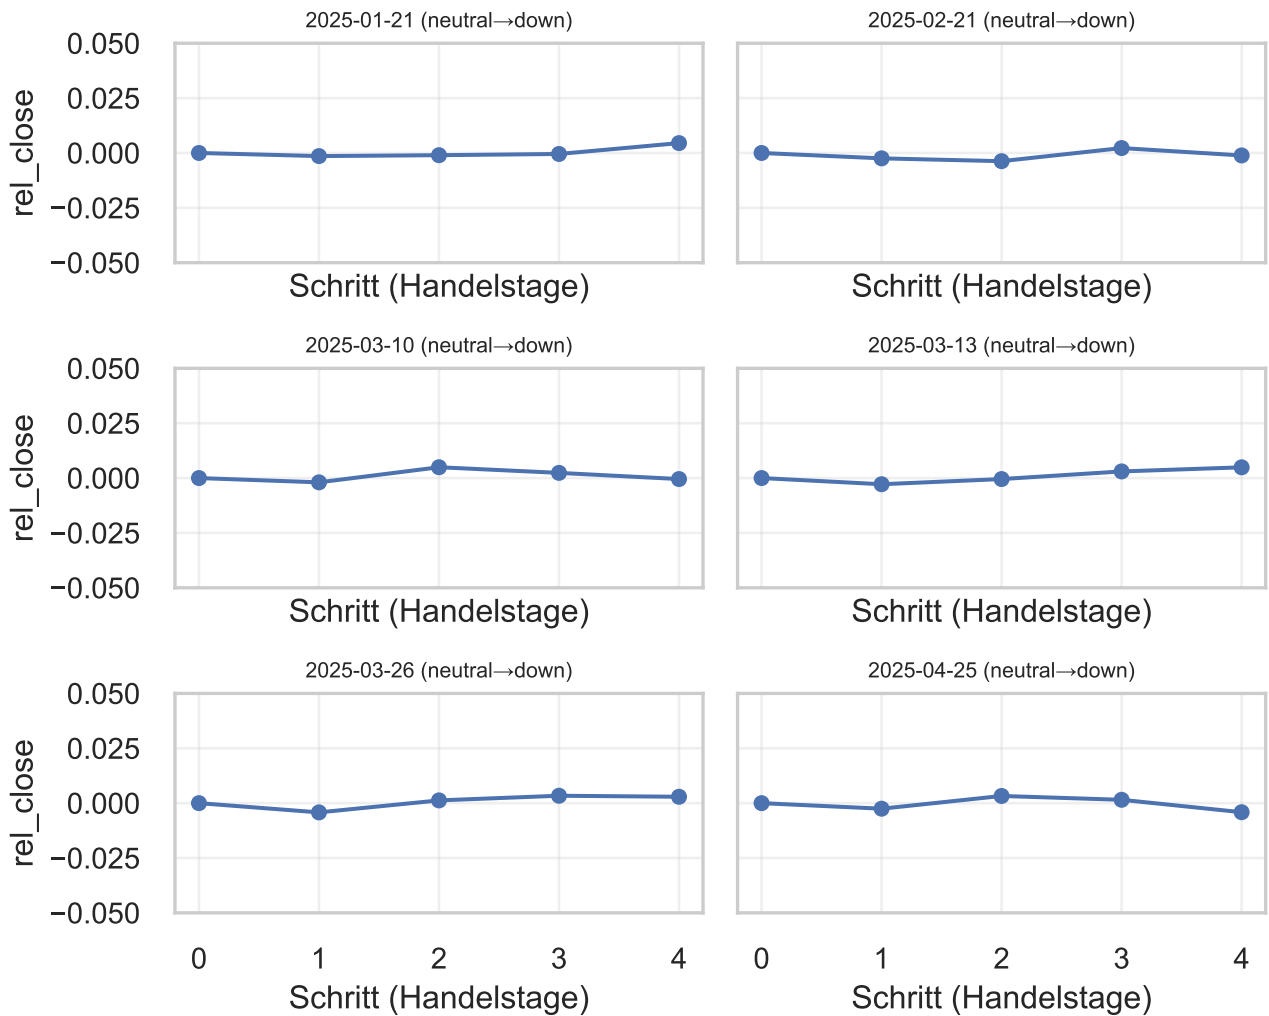 2025-01-21 (neutral→down)
2025-02-21 (neutral→down)
0.050
0.025
0.000
−0.025
−0.050
rel_close
Schritt (Handelstage)
Schritt (Handelstage)
2025-03-10 (neutral→down)
2025-03-13 (neutral→down)
0.050
0.025
0.000
−0.025
−0.050
rel_close
Schritt (Handelstage)
Schritt (Handelstage)
2025-03-26 (neutral→down)
2025-04-25 (neutral→down)
0.050
0.025
0.000
−0.025
−0.050
rel_close
0 1 2 3 4
0 1 2 3 4
Schritt (Handelstage)
Schritt (Handelstage)